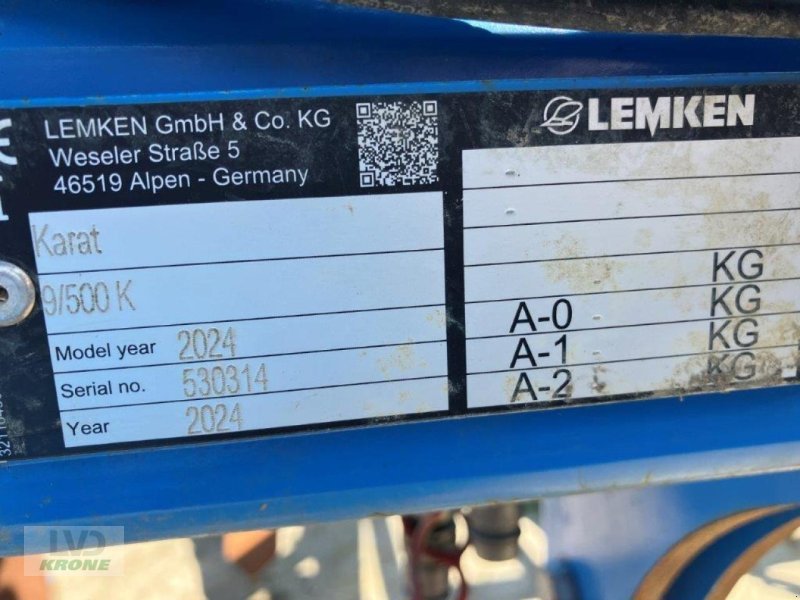 LEMKEN GmbH & Co. KG
Weseler Straße 5
46519 Alpen - Germany
CE
Karat
9/500 K
Model year 2024
Serial no. 530314
Year 2024
LEMKEN
KG
A-0 - KG
A-1 - KG
A-2 - KG
LVD
KRONE